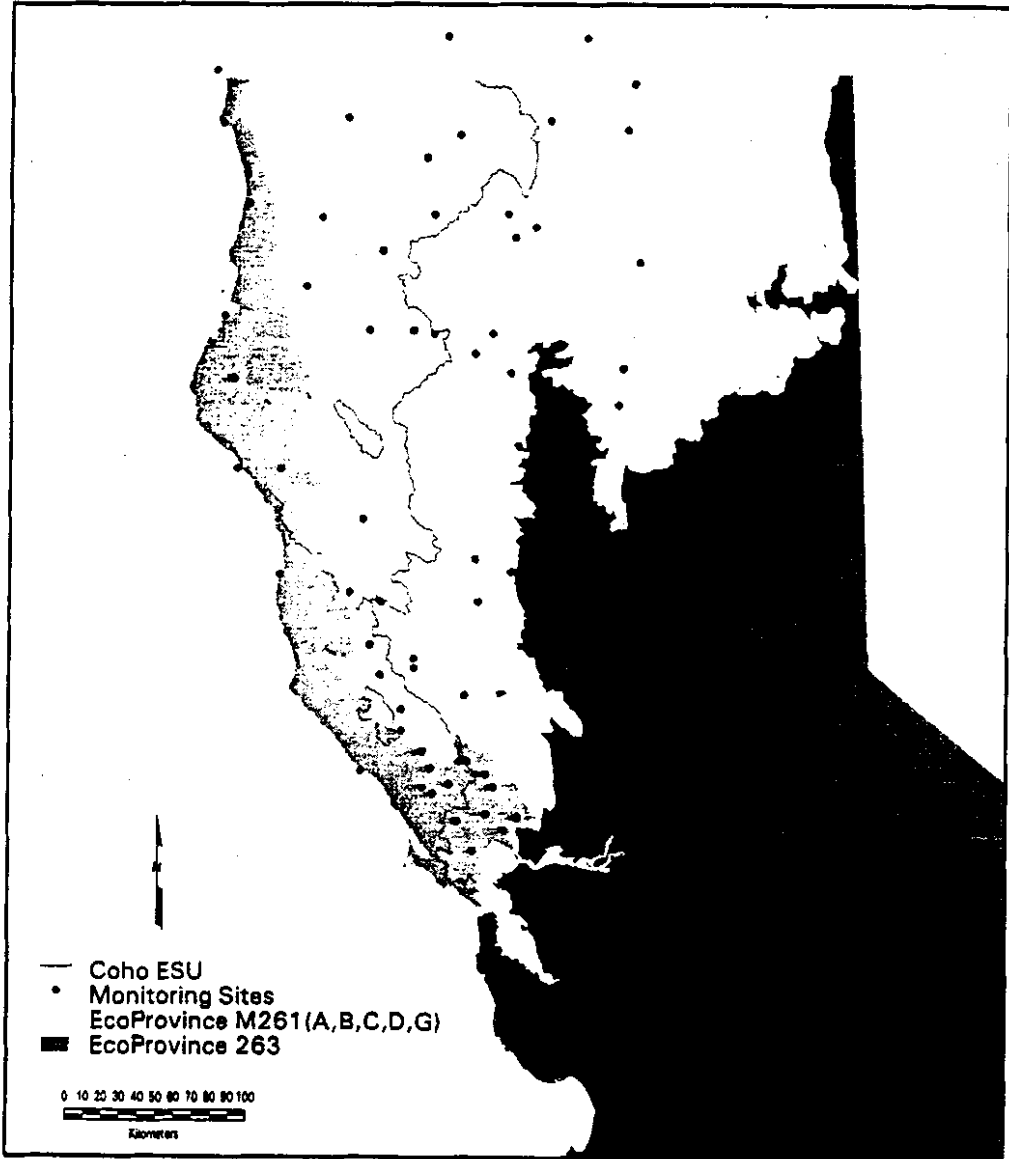 Coho ESU
Monitoring Sites
EcoProvince M261(A,B,C,D,G)
EcoProvince 263
0 10 20 30 40 50 60 70 80 90 100
Kilometers